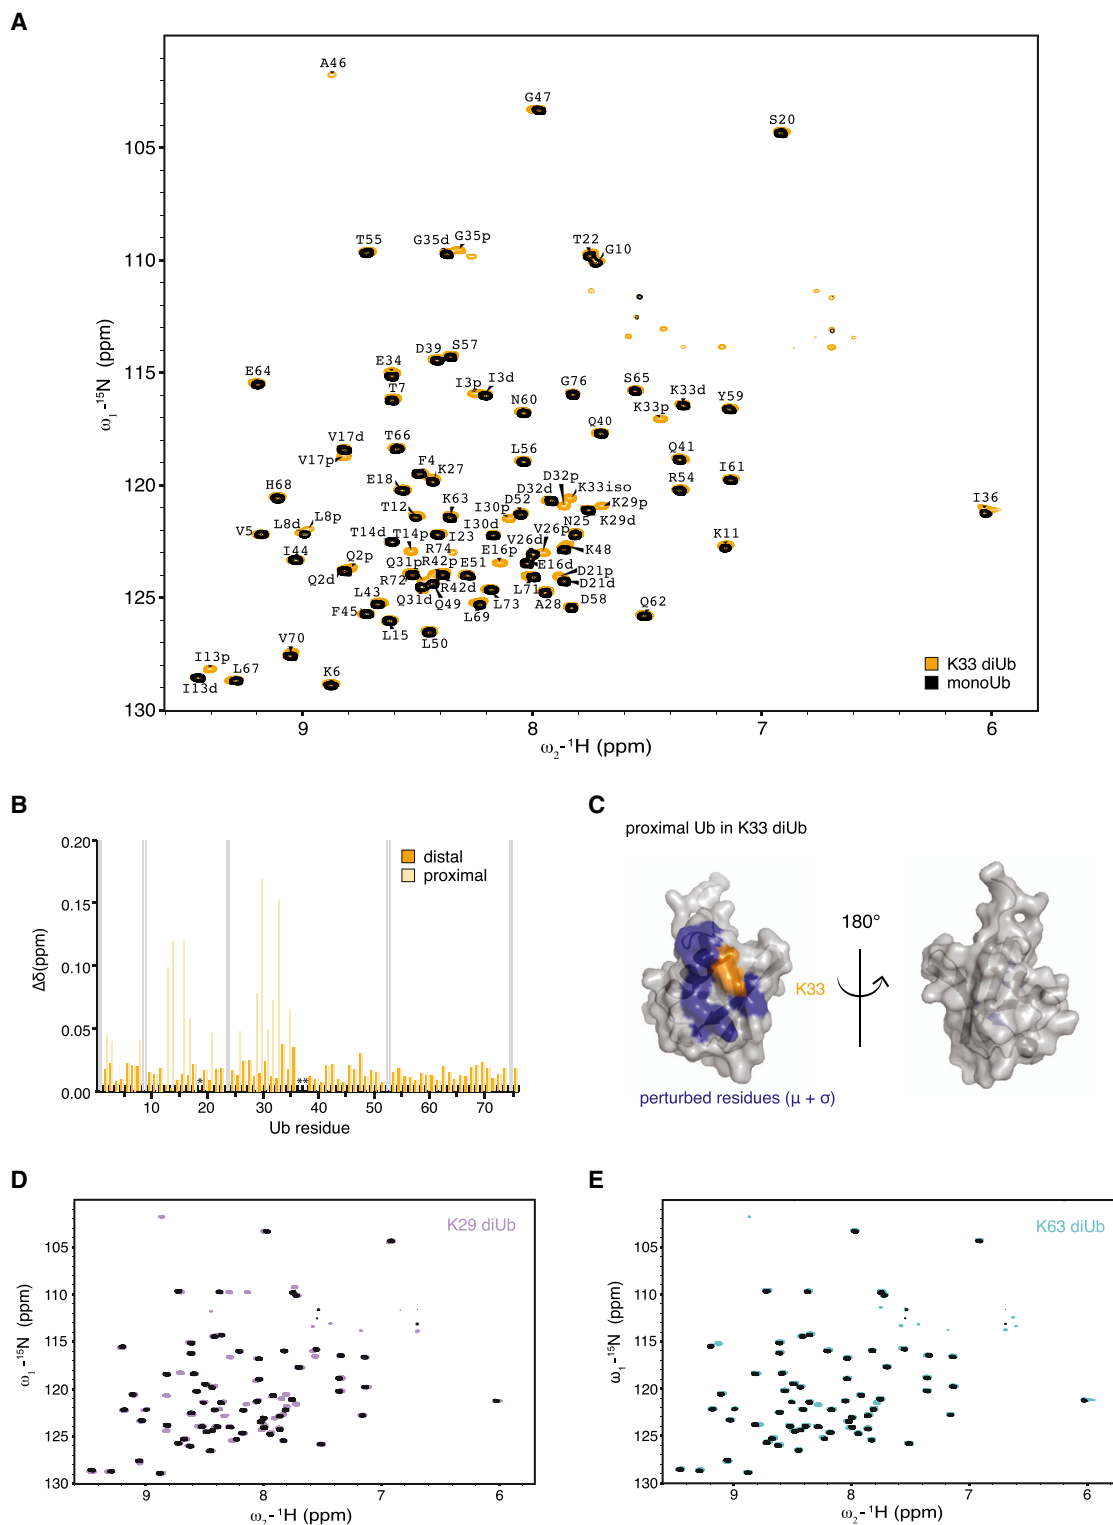 A
A46
G47
S20
105
T55
G35d
G35p
T22
G10
110
D39
S57
E64
E34
T7
I3p
I3d
G76
S65
K33d
Y59
115
N60
K33p
V17d
V17p
T66
F4
K27
L56
Q40
Q41
I61
R54
E18
D32p
D32d
K33iso
K29p
K29d
120
H68
T12
K63
I30p
D52
I36
V5
L8d
L8p
T14d
T14p
I23
I30d
V26p
V26d
N25
K48
K11
I44
Q2p
Q2d
Q31p
R74
R42p
E16p
E16d
D21p
D21d
R72
Q31d
R42d
Q49
E51
L71
L73
A28
D58
Q62
125
L43
F45
L15
L50
L69
V70
I13p
I13d
L67
K6
130
K33 diUb
monoUb
9
8
7
6
ω1-15N (ppm)
ω2-1H (ppm)
B
C
0.20
0.15
0.10
0.05
0.00
Δδ(ppm)
distal
proximal
*
**
10
20
30
40
50
60
70
Ub residue
proximal Ub in K33 diUb
180°
K33
perturbed residues (μ + σ)
D
E
K29 diUb
105
110
115
120
125
130
ω1-15N (ppm)
9
8
7
6
ω2-1H (ppm)
K63 diUb
105
110
115
120
125
130
ω1-15N (ppm)
9
8
7
6
ω2-1H (ppm)